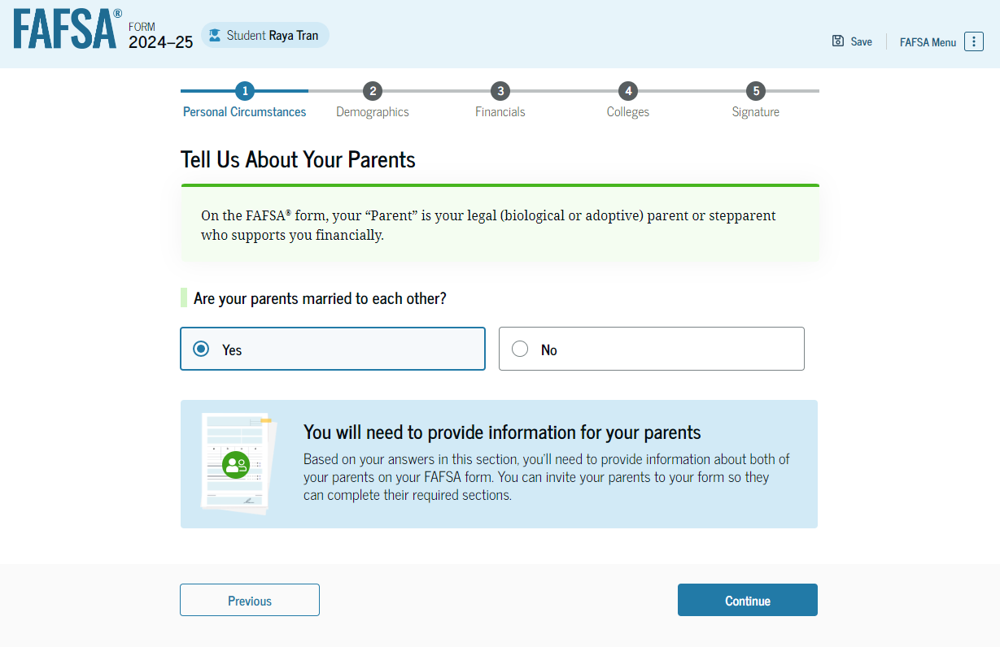 FAFSA®
FORM
2024–25
Student Raya Tran
Save
FAFSA Menu
1
2
3
4
5
Personal Circumstances
Demographics
Financials
Colleges
Signature
Tell Us About Your Parents
On the FAFSA® form, your “Parent” is your legal (biological or adoptive) parent or stepparent
who supports you financially.
Are your parents married to each other?
Yes
No
You will need to provide information for your parents
Based on your answers in this section, you'll need to provide information about both of
your parents on your FAFSA form. You can invite your parents to your form so they
can complete their required sections.
Previous
Continue